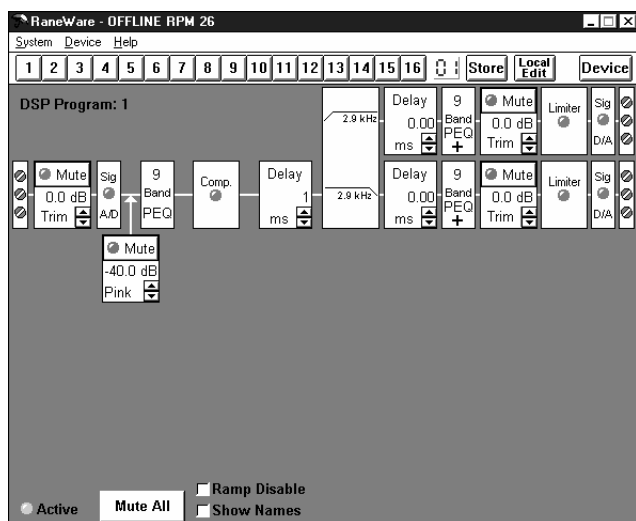 RaneWare - OFFLINE RPM 26
System Device Help
1 2 3 4 5 6 7 8 9 10 11 12 13 14 15 16 01 Store Local Edit Device
DSP Program: 1
2.9 kHz
Delay
0.00
ms
9
Band
PEQ
+
Mute
0.0 dB
Trim
Limiter
Sig
D/A
Mute
0.0 dB
Trim
Sig
A/D
9
Band
PEQ
Comp.
Delay
1
ms
2.9 kHz
Delay
0.00
ms
9
Band
PEQ
+
Mute
0.0 dB
Trim
Limiter
Sig
D/A
Mute
-40.0 dB
Pink
Active
Mute All
Ramp Disable
Show Names